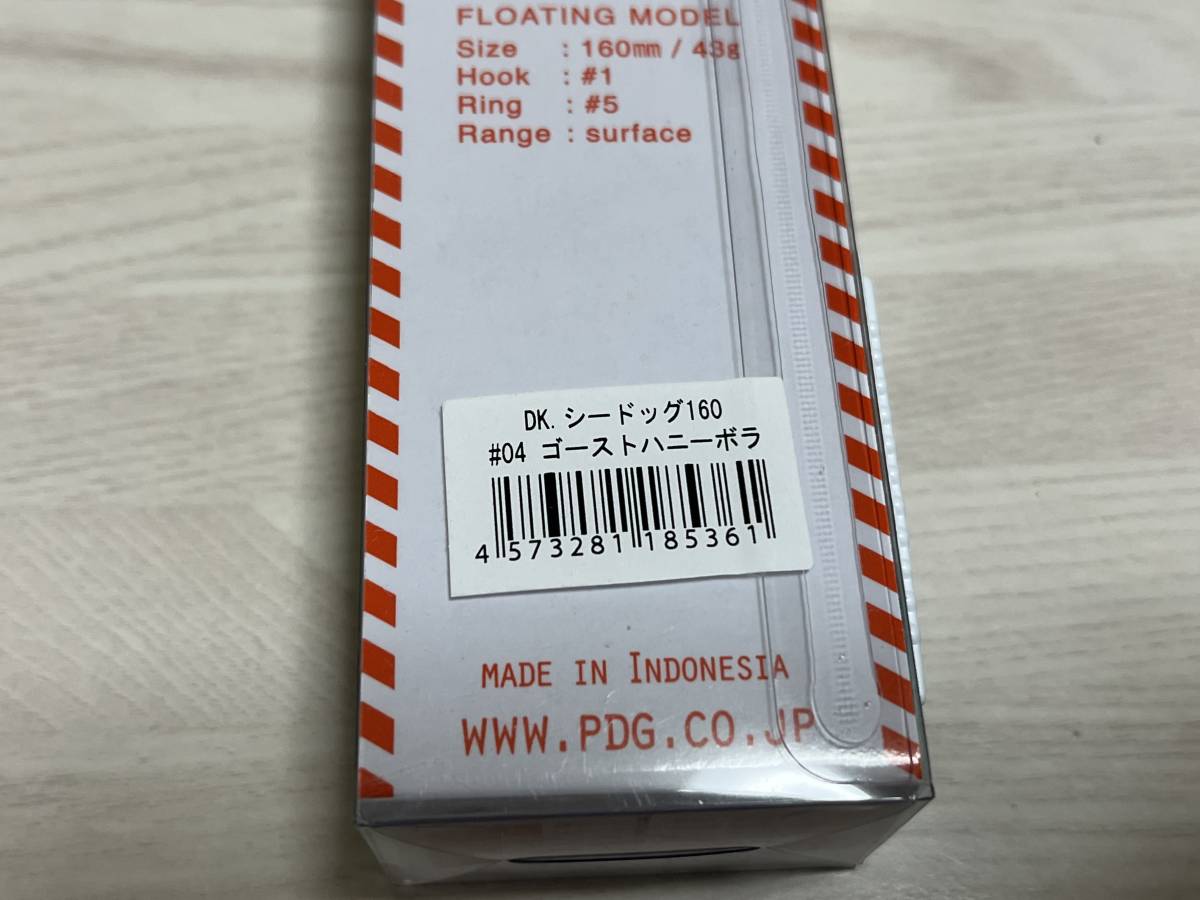 FLOATING MODEL
Size : 160mm / 43g
Hook : #1
Ring : #5
Range : surface
DK.シードッグ160
#04 ゴーストハニーボラ
4 573281 185361
MADE IN INDONESIA
WWW.PDG.CO.JP